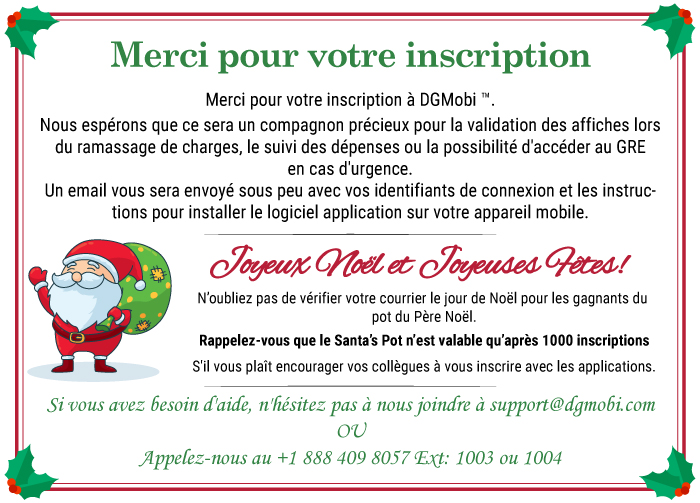 Merci pour votre inscription
Merci pour votre inscription à DGMobi ™.
Nous espérons que ce sera un compagnon précieux pour la validation des affiches lors
du ramassage de charges, le suivi des dépenses ou la possibilité d'accéder au GRE
en cas d'urgence.
Un email vous sera envoyé sous peu avec vos identifiants de connexion et les instruc-
tions pour installer le logiciel application sur votre appareil mobile.
Joyeux Noël et Joyeuses Fêtes!
N'oubliez pas de vérifier votre courrier le jour de Noël pour les gagnants du
pot du Père Noël.
Rappelez-vous que le Santa's Pot n'est valable qu'après 1000 inscriptions
S'il vous plaît encourager vos collègues à vous inscrire avec les applications.
Si vous avez besoin d'aide, n'hésitez pas à nous joindre à support@dgmobi.com
OU
Appelez-nous au +1 888 409 8057 Ext: 1003 ou 1004